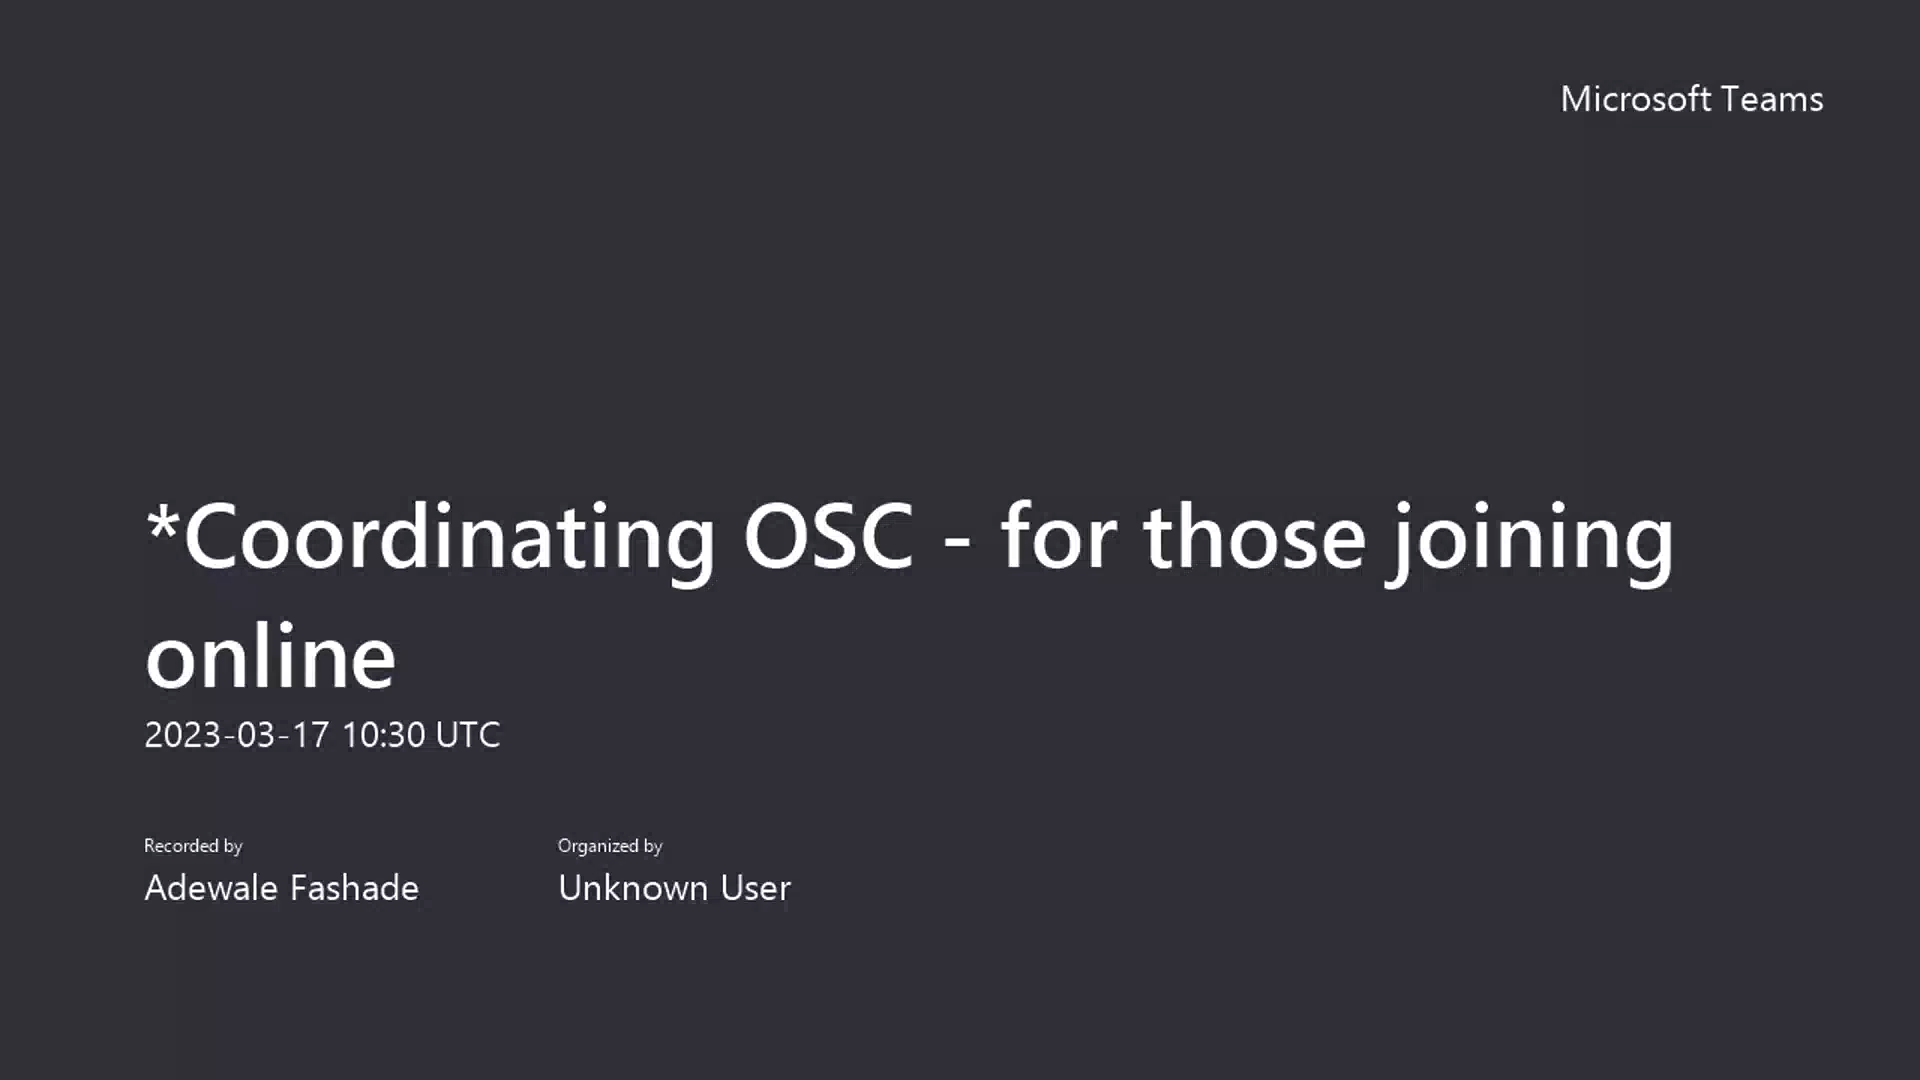 Microsoft Teams
*Coordinating OSC - for those joining
online
2023-03-17 10:30 UTC
Recorded by
Adewale Fashade
Organized by
Unknown User